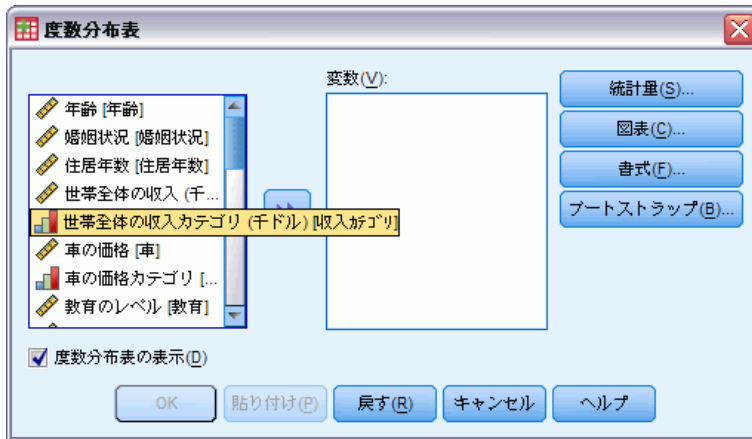 度数分布表
変数(V):
年齢 [年齢]
婚姻状況 [婚姻状況]
住居年数 [住居年数]
世帯全体の収入 (千...
世帯全体の収入カテゴリ (千ドル) [収入ｶﾃｺﾞﾘ]
車の価格 [車]
車の価格カテゴリ [...
教育のレベル [教育]
統計量(S)...
図表(C)...
書式(F)...
ブートストラップ(B)...
度数分布表の表示(D)
OK
貼り付け(P)
戻す(R)
キャンセル
ヘルプ